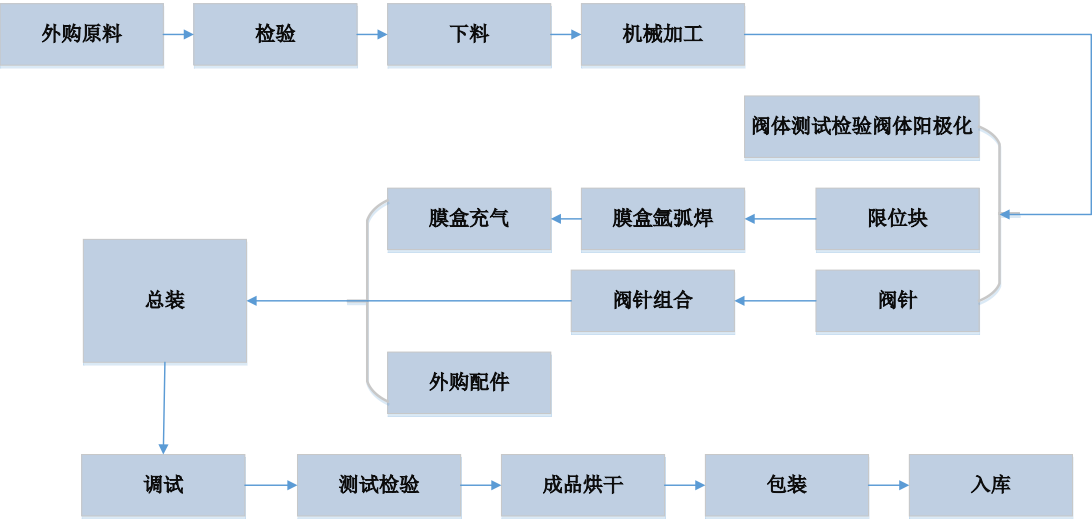 外购原料
检验
下料
机械加工
阀体测试检验阀体阳极化
膜盒充气
膜盒氩弧焊
限位块
总装
阀针组合
阀针
外购配件
调试
测试检验
成品烘干
包装
入库